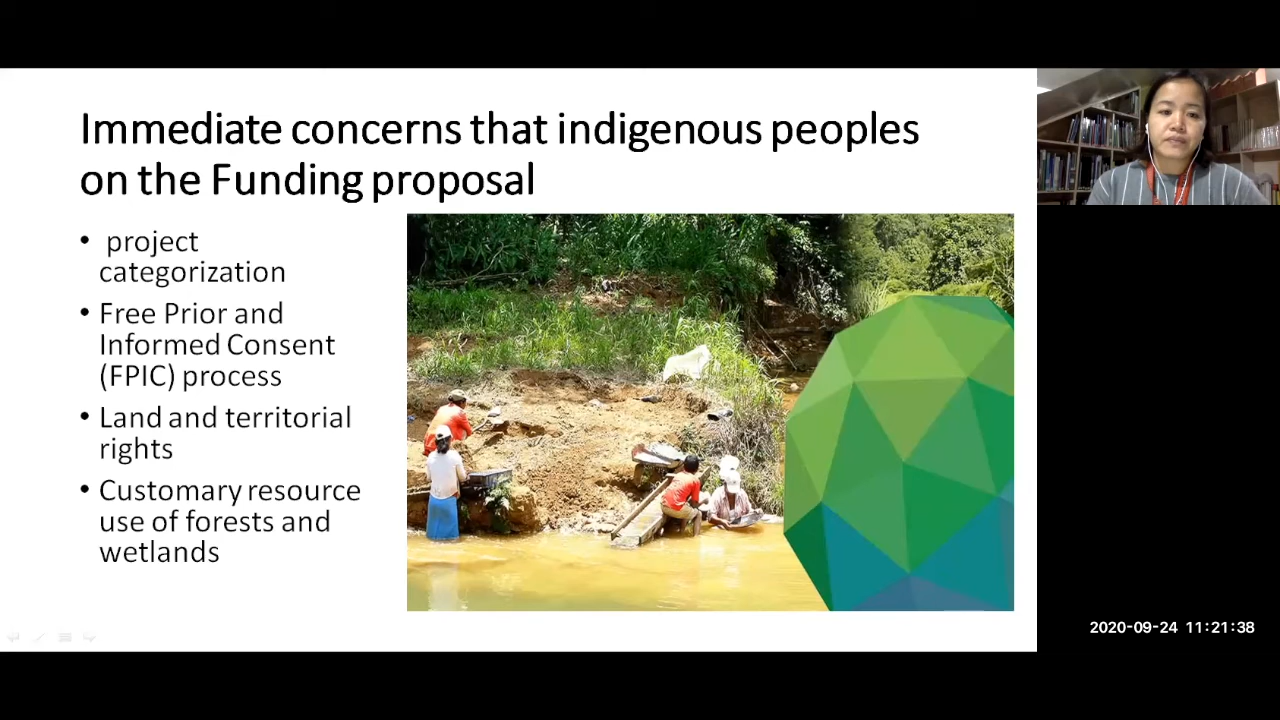 Immediate concerns that indigenous peoples
on the Funding proposal
• project
categorization
• Free Prior and
Informed Consent
(FPIC) process
• Land and territorial
rights
• Customary resource
use of forests and
wetlands
2020-09-24 11:21:38